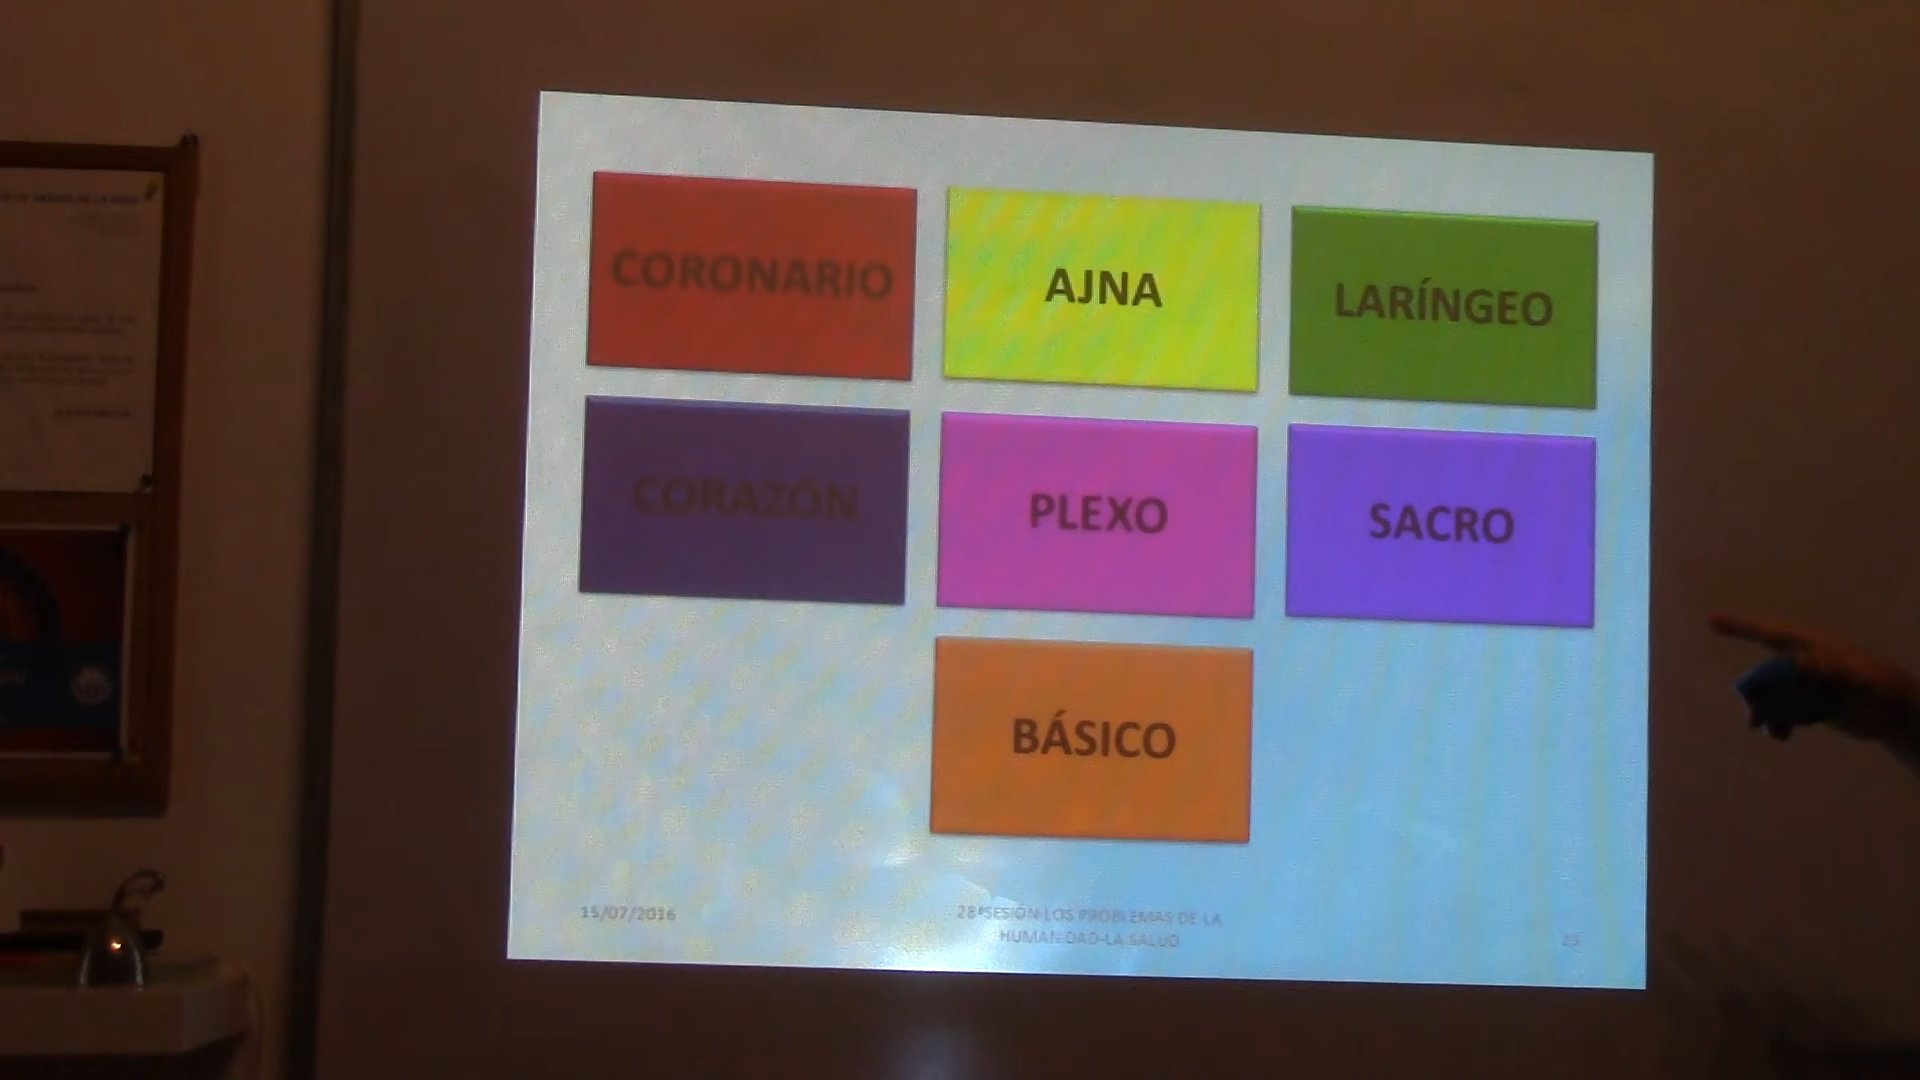 CORONARIO
AJNA
LARÍNGEO
CORAZÓN
PLEXO
SACRO
BÁSICO
15/07/2016
28ªSESIÓN-LOS PROBLEMAS DE LA
HUMANIDAD-LA SALUD